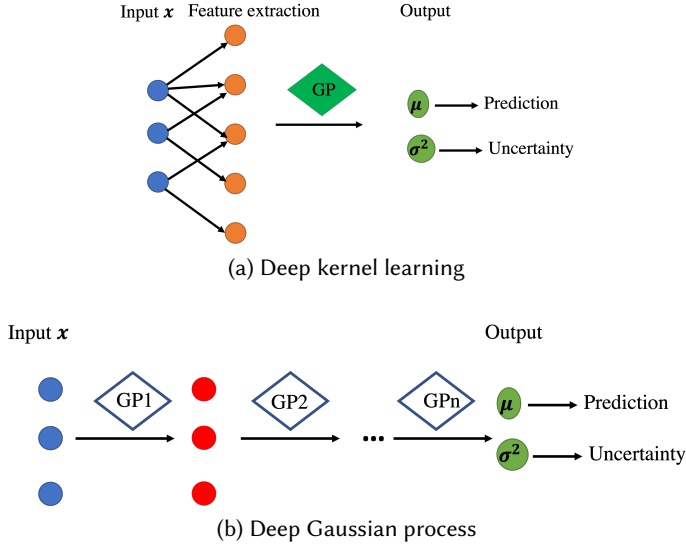 Input x Feature extraction Output
GP
μ Prediction
σ² Uncertainty
(a) Deep kernel learning
Input x Output
GP1 GP2 GPn
μ Prediction
...
σ² Uncertainty
(b) Deep Gaussian process